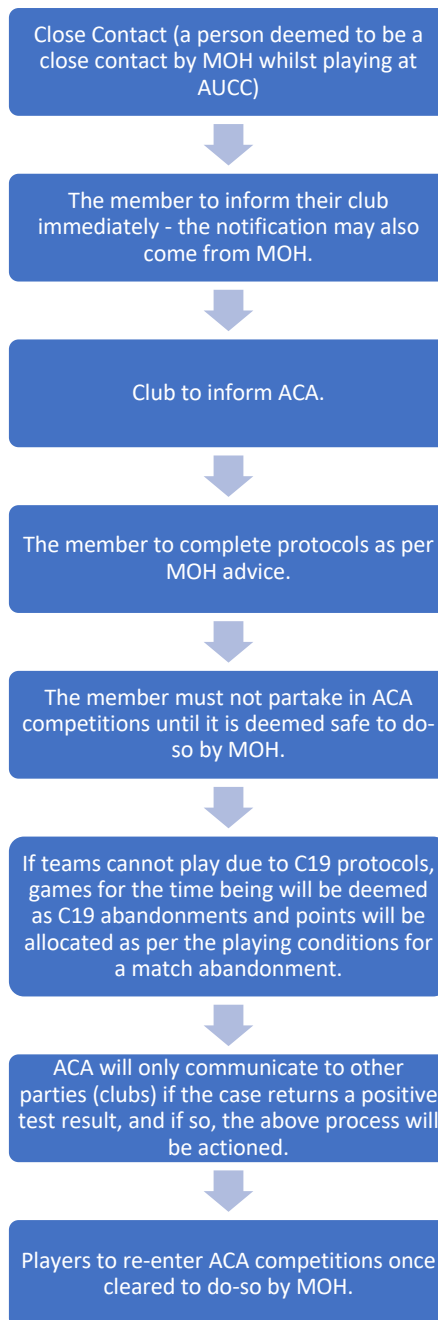 Close Contact (a person deemed to be a
close contact by MOH whilst playing at
AUCC)
The member to inform their club
immediately - the notification may also
come from MOH.
Club to inform ACA.
The member to complete protocols as per
MOH advice.
The member must not partake in ACA
competitions until it is deemed safe to do-
so by MOH.
If teams cannot play due to C19 protocols,
games for the time being will be deemed
as C19 abandonments and points will be
allocated as per the playing conditions for
a match abandonment.
ACA will only communicate to other
parties (clubs) if the case returns a positive
test result, and if so, the above process will
be actioned.
Players to re-enter ACA competitions once
cleared to do-so by MOH.